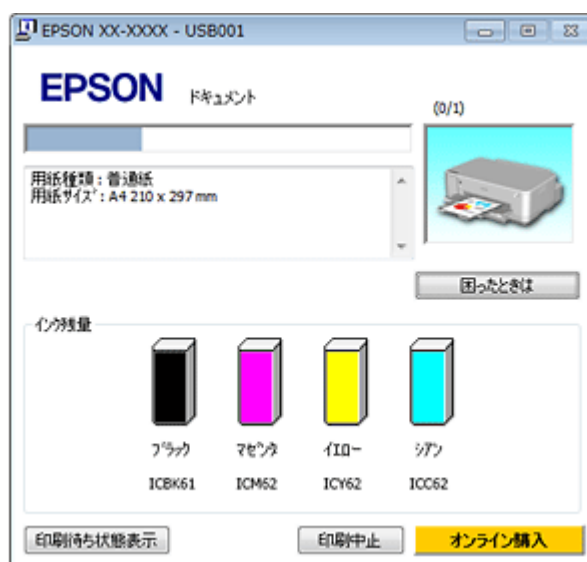 EPSON XX-XXXX - USB001
EPSON ドキュメント
(0/1)
用紙種類 : 普通紙
用紙ｻｲｽﾞ : A4 210 x 297 mm
困ったときは
ｲﾝｸ残量
ﾌﾞﾗｯｸ ﾏｾﾞﾝﾀ ｲｴﾛｰ ｼｱﾝ
ICBK61 ICM62 ICY62 ICC62
印刷待ち状態表示 印刷中止 オンライン購入